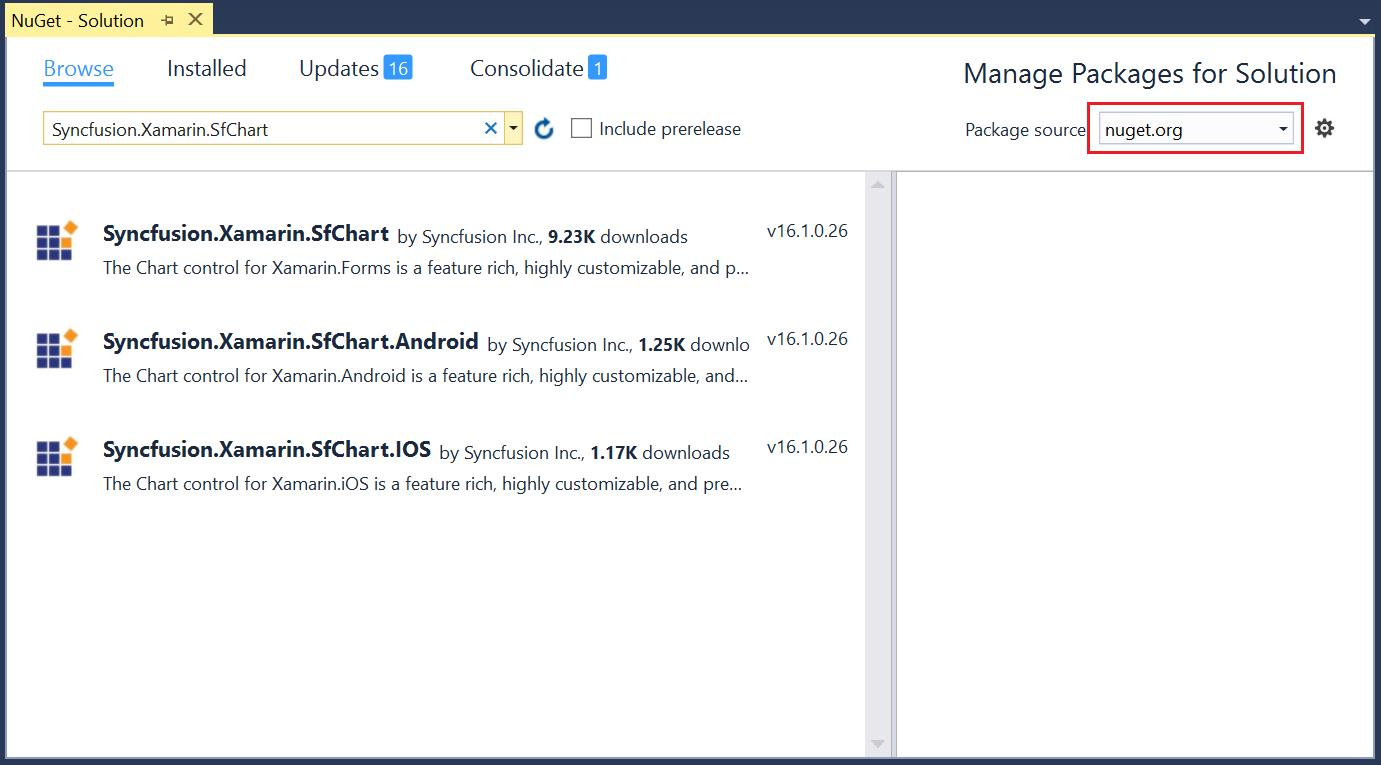 NuGet - Solution
Browse Installed Updates 16 Consolidate 1
Manage Packages for Solution
Syncfusion.Xamarin.SfChart Include prerelease Package source nuget.org
Syncfusion.Xamarin.SfChart by Syncfusion Inc., 9.23K downloads v16.1.0.26
The Chart control for Xamarin.Forms is a feature rich, highly customizable, and p...
Syncfusion.Xamarin.SfChart.Android by Syncfusion Inc., 1.25K downlo v16.1.0.26
The Chart control for Xamarin.Android is a feature rich, highly customizable, and...
Syncfusion.Xamarin.SfChart.IOS by Syncfusion Inc., 1.17K downloads v16.1.0.26
The Chart control for Xamarin.iOS is a feature rich, highly customizable, and pre...